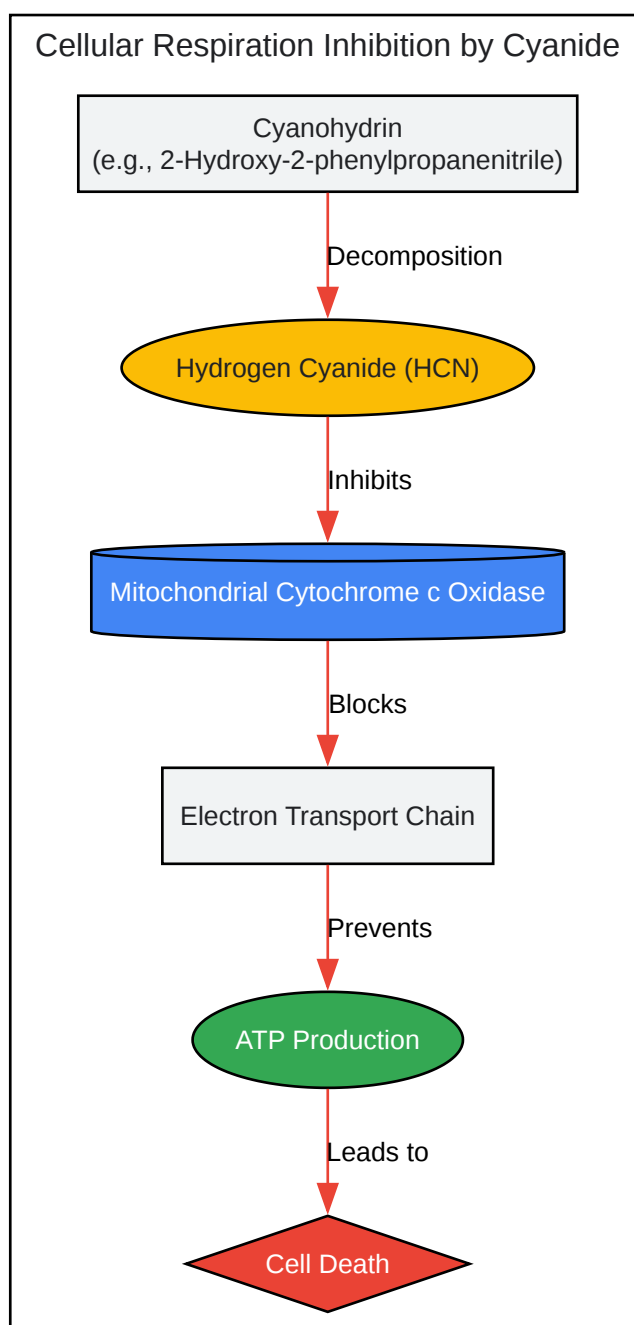 Cellular Respiration Inhibition by Cyanide
Cyanohydrin
(e.g., 2-Hydroxy-2-phenylpropanenitrile)
Decomposition
Hydrogen Cyanide (HCN)
Inhibits
Mitochondrial Cytochrome c Oxidase
Blocks
Electron Transport Chain
Prevents
ATP Production
Leads to
Cell Death